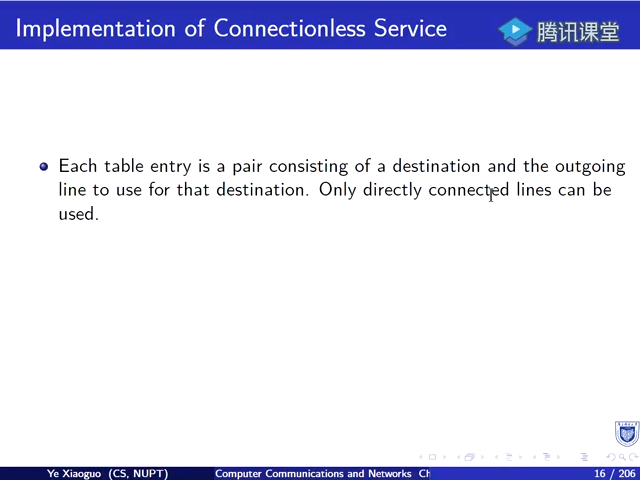 Implementation of Connectionless Service
腾讯课堂
Each table entry is a pair consisting of a destination and the outgoing
line to use for that destination. Only directly connected lines can be
used.
Ye Xiaoguo (CS, NUPT)
Computer Communications and Networks Ch
16 / 206